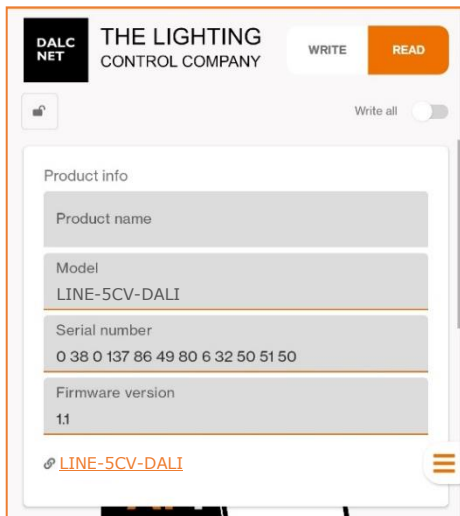 DALC
NET
THE LIGHTING
CONTROL COMPANY
WRITE
READ
Write all
Product info
Product name
Model
LINE-5CV-DALI
Serial number
0 38 0 137 86 49 80 6 32 50 51 50
Firmware version
1.1
LINE-5CV-DALI